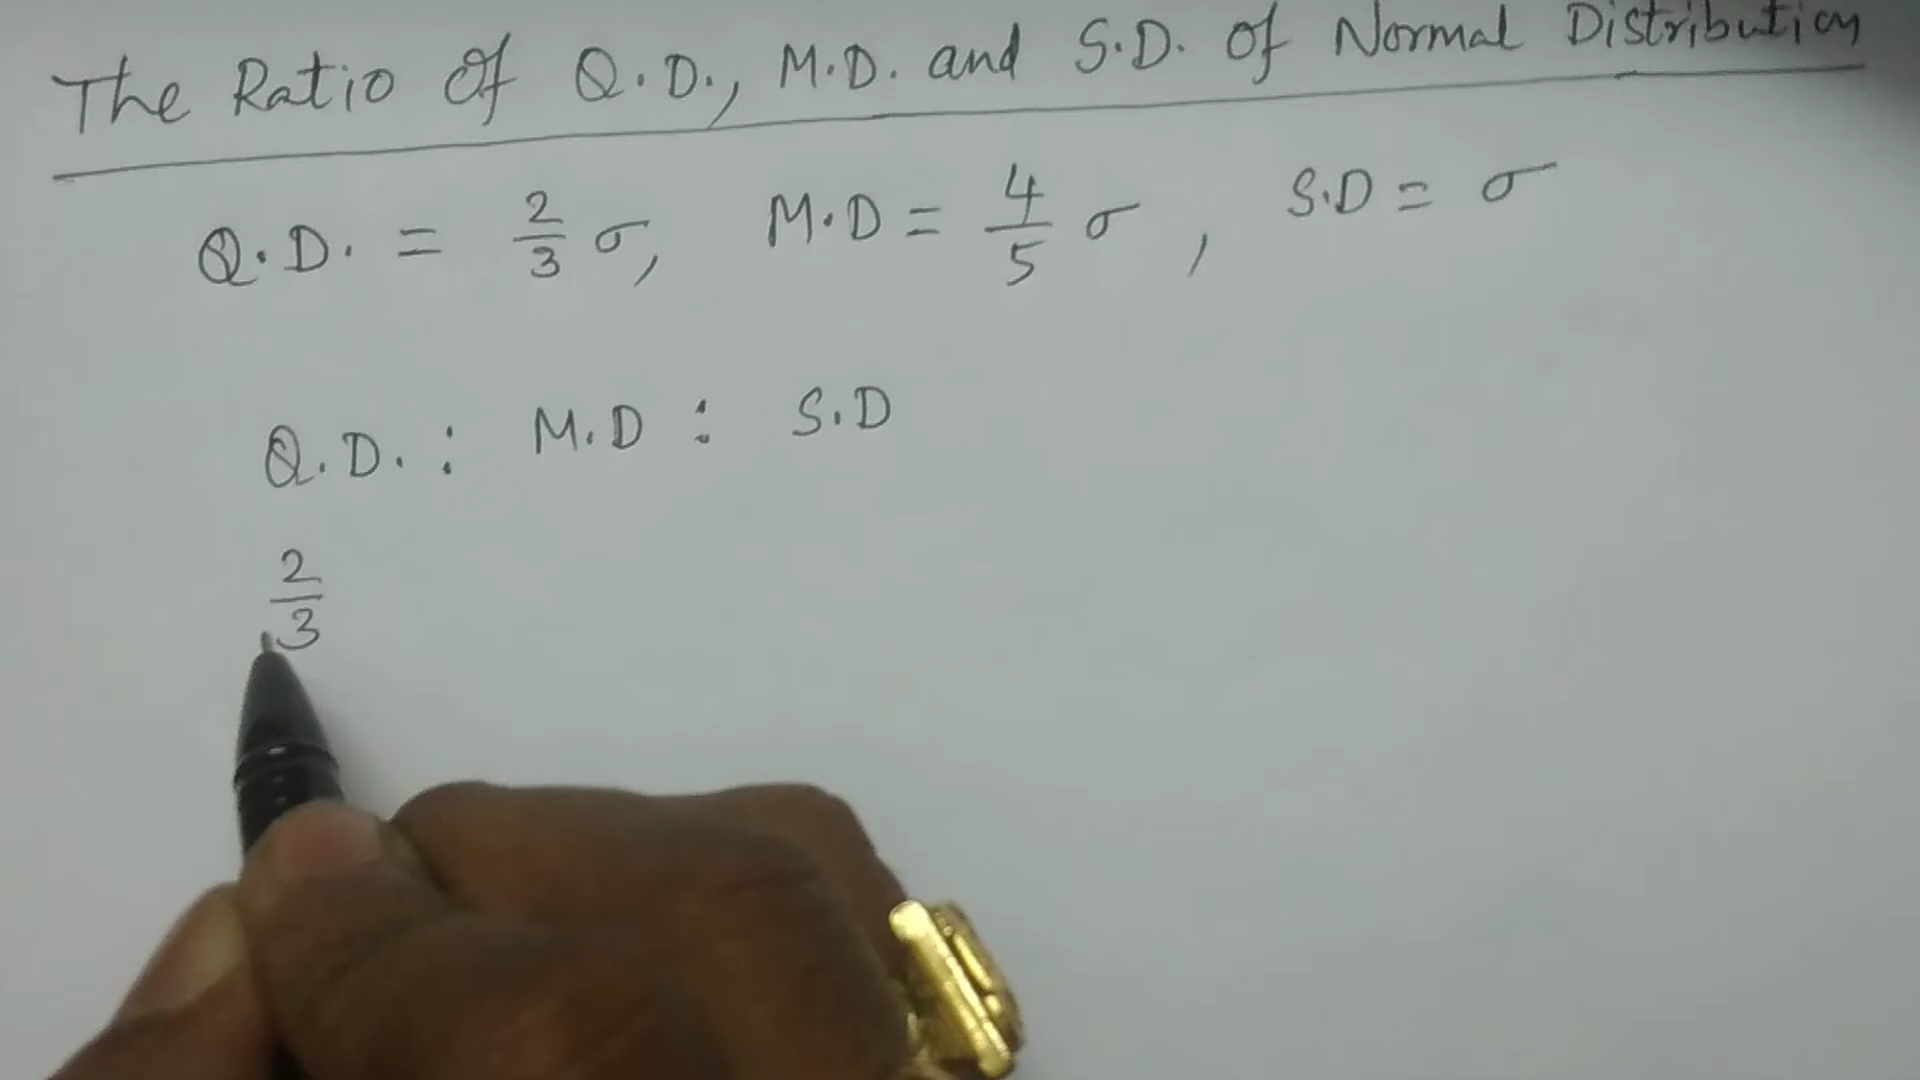 The Ratio Of Q.D., M.D. and S.D. Of Normal Distribution
Q.D. = 2/3 σ, M.D = 4/5 σ, S.D = σ
Q.D. : M.D : S.D
2/3